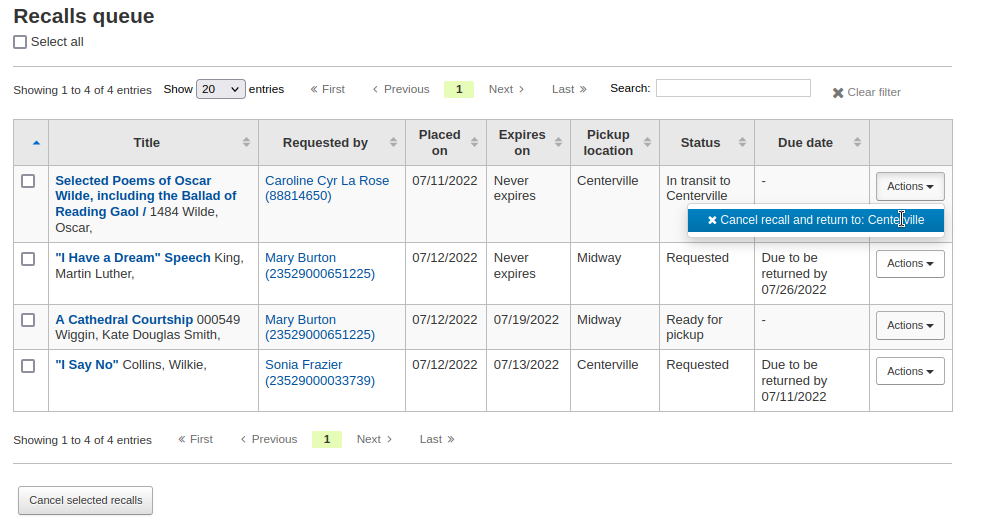 Recalls queue
Select all
Showing 1 to 4 of 4 entries Show 20 entries First Previous 1 Next Last Search: Clear filter
Title Requested by Placed on Expires on Pickup location Status Due date
Selected Poems of Oscar Wilde, including the Ballad of Reading Gaol / 1484 Wilde, Oscar, Caroline Cyr La Rose (88814650) 07/11/2022 Never expires Centerville In transit to Centerville - Actions
Cancel recall and return to: Centerville
"I Have a Dream" Speech King, Martin Luther, Mary Burton (23529000651225) 07/12/2022 Never expires Midway Requested Due to be returned by 07/26/2022 Actions
A Cathedral Courtship 000549 Wiggin, Kate Douglas Smith, Mary Burton (23529000651225) 07/12/2022 07/19/2022 Midway Ready for pickup - Actions
"I Say No" Collins, Wilkie, Sonia Frazier (23529000033739) 07/12/2022 07/13/2022 Centerville Requested Due to be returned by 07/11/2022 Actions
Showing 1 to 4 of 4 entries First Previous 1 Next Last
Cancel selected recalls